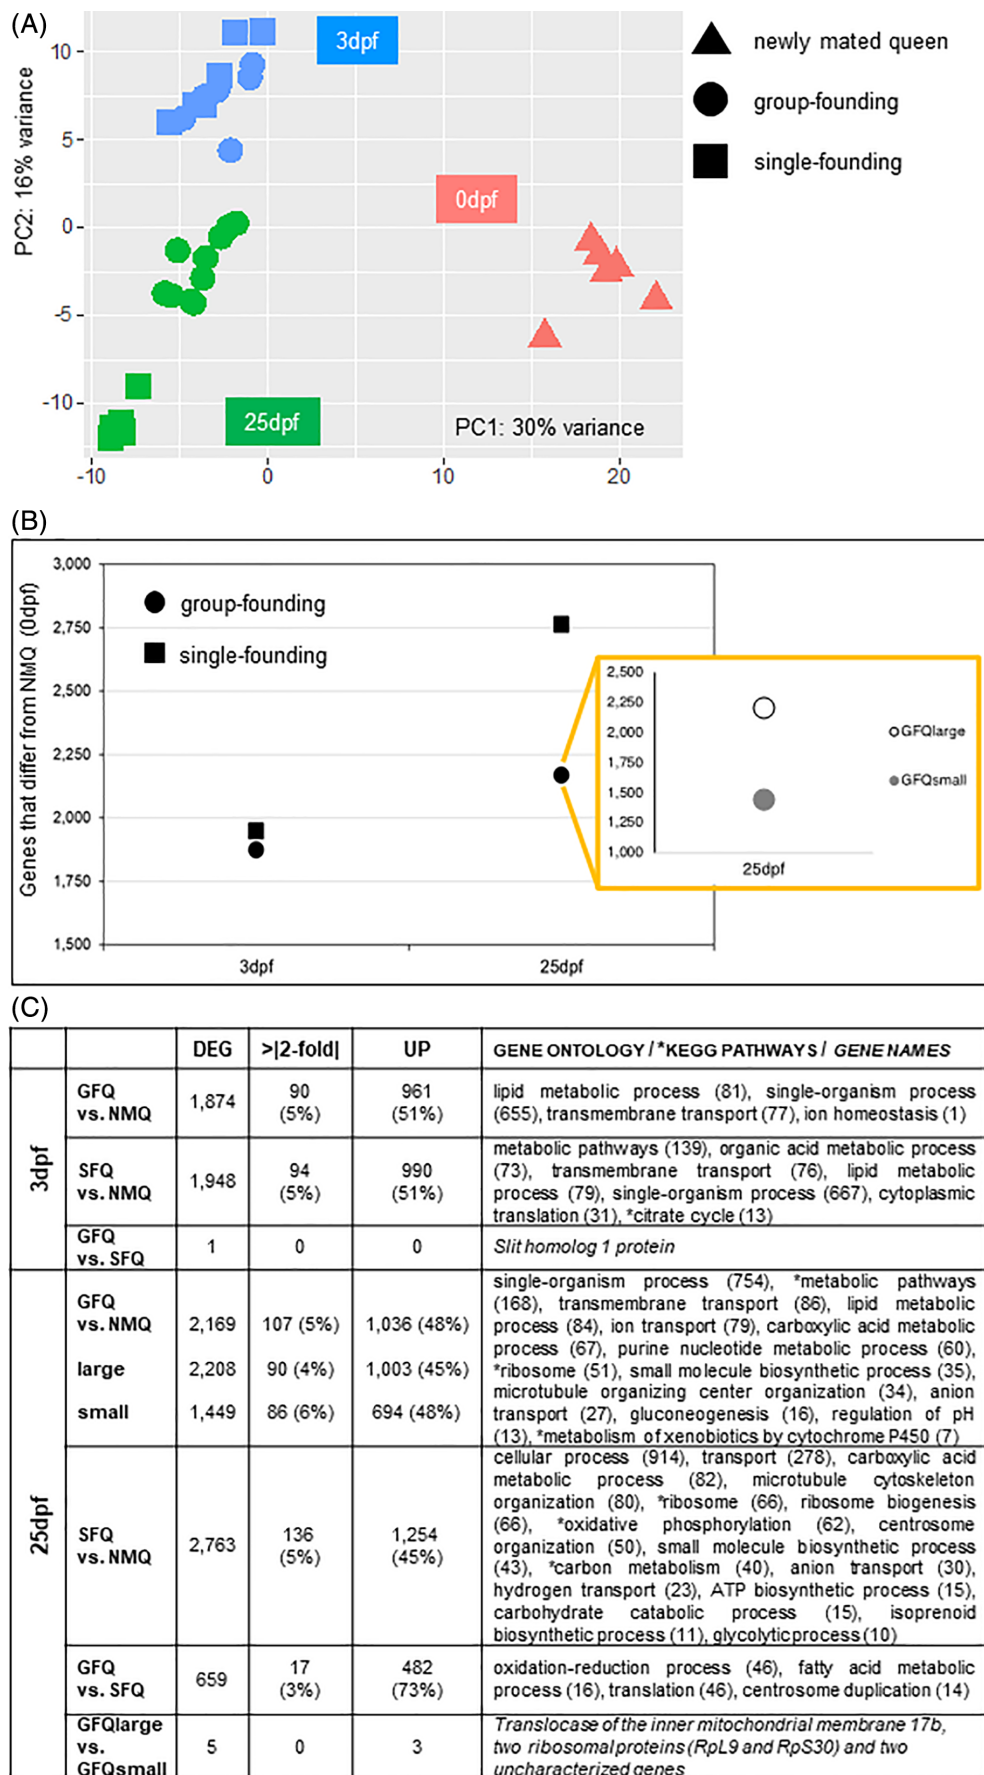 (A)
10
5
0
-5
-10
PC2: 16% variance
3dpf
0dpf
25dpf
PC1: 30% variance
-10
0
10
20
newly mated queen
group-founding
single-founding
(B)
Genes that differ from NMQ (0dpf)
3,000
2,750
2,500
2,250
2,000
1,750
1,500
group-founding
single-founding
3dpf
25dpf
2,500
2,250
2,000
1,750
1,500
1,250
1,000
25dpf
GFQlarge
GFQsmall
(C)
DEG >|2-fold| UP GENE ONTOLOGY / *KEGG PATHWAYS / GENE NAMES
3dpf
GFQ
vs. NMQ
1,874
90
(5%)
961
(51%)
lipid metabolic process (81), single-organism process
(655), transmembrane transport (77), ion homeostasis (1)
SFQ
vs. NMQ
1,948
94
(5%)
990
(51%)
metabolic pathways (139), organic acid metabolic process
(73), transmembrane transport (76), lipid metabolic
process (79), single-organism process (667), cytoplasmic
translation (31), *citrate cycle (13)
GFQ
vs. SFQ
1
0
0
Slit homolog 1 protein
25dpf
GFQ
vs. NMQ
2,169 107 (5%) 1,036 (48%)
large 2,208 90 (4%) 1,003 (45%)
small 1,449 86 (6%) 694 (48%)
single-organism process (754), *metabolic pathways
(168), transmembrane transport (86), lipid metabolic
process (84), ion transport (79), carboxylic acid metabolic
process (67), purine nucleotide metabolic process (60),
*ribosome (51), small molecule biosynthetic process (35),
microtubule organizing center organization (34), anion
transport (27), gluconeogenesis (16), regulation of pH
(13), *metabolism of xenobiotics by cytochrome P450 (7)
SFQ
vs. NMQ
2,763
136
(5%)
1,254
(45%)
cellular process (914), transport (278), carboxylic acid
metabolic process (82), microtubule cytoskeleton
organization (80), *ribosome (66), ribosome biogenesis
(66), *oxidative phosphorylation (62), centrosome
organization (50), small molecule biosynthetic process
(43), *carbon metabolism (40), anion transport (30),
hydrogen transport (23), ATP biosynthetic process (15),
carbohydrate catabolic process (15), isoprenoid
biosynthetic process (11), glycolytic process (10)
GFQ
vs. SFQ
659
17
(3%)
482
(73%)
oxidation-reduction process (46), fatty acid metabolic
process (16), translation (46), centrosome duplication (14)
GFQlarge
vs.
GFQsmall
5
0
3
Translocase of the inner mitochondrial membrane 17b,
two ribosomal proteins (RpL9 and RpS30) and two
uncharacterized genes